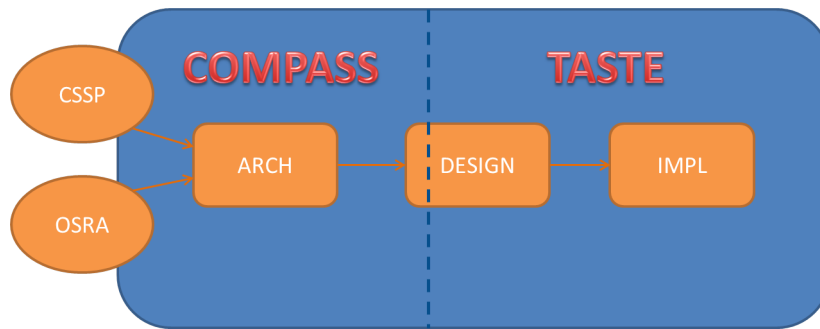 COMPASS
TASTE
CSSP
ARCH
DESIGN
IMPL
OSRA